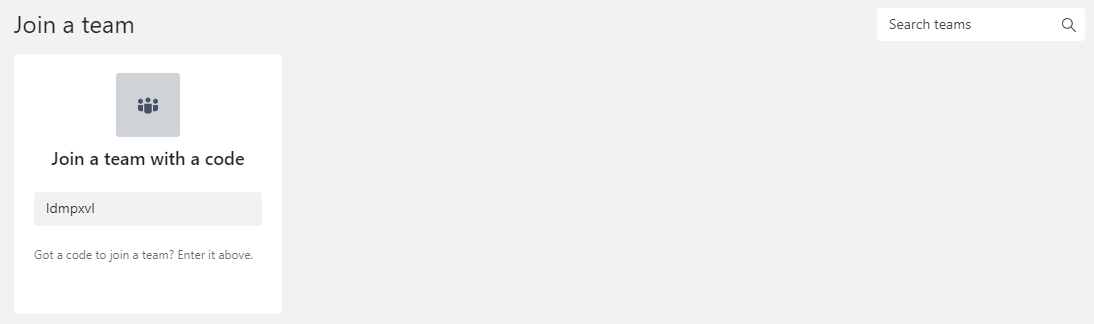 Join a team
Search teams
Join a team with a code
ldmpxvl
Got a code to join a team? Enter it above.